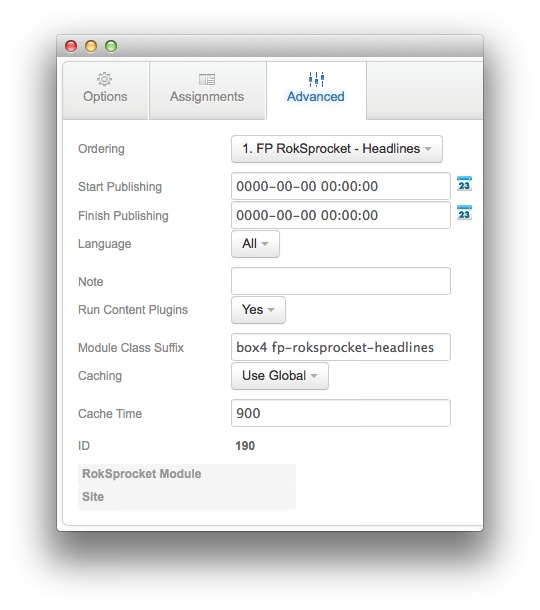 Options Assignments Advanced
Ordering 1. FP RokSprocket - Headlines
Start Publishing 0000-00-00 00:00:00 23
Finish Publishing 0000-00-00 00:00:00 23
Language All
Note
Run Content Plugins Yes
Module Class Suffix box4 fp-roksprocket-headlines
Caching Use Global
Cache Time 900
ID 190
RokSprocket Module
Site